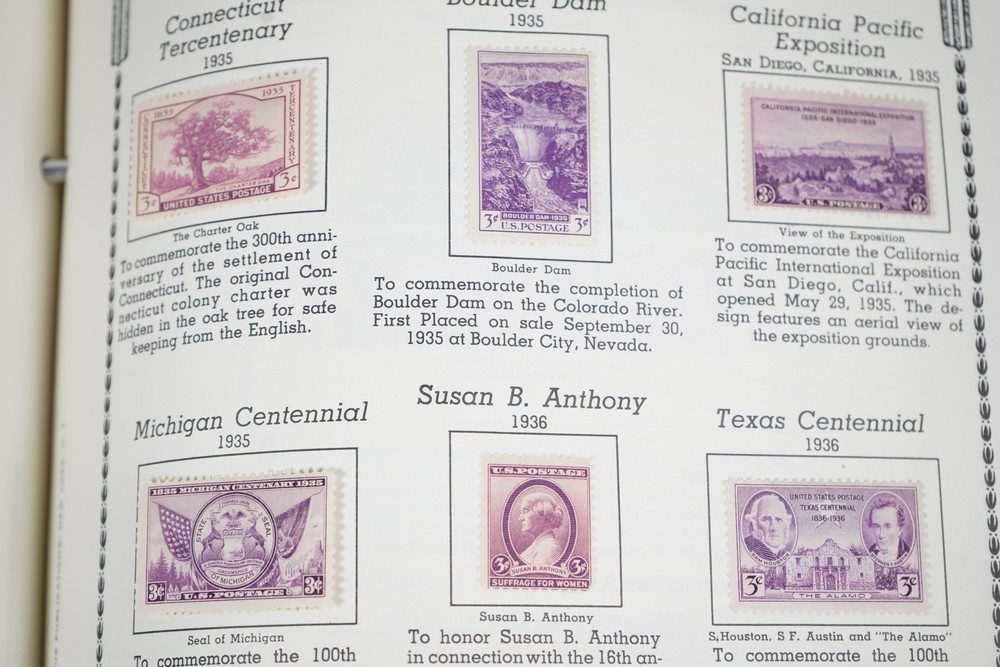 Connecticut
Tercentenary
1935
1635
1935
TERCENTENARY
THE CHARTER OAK
3¢
UNITED STATES POSTAGE
3¢
The Charter Oak
To commemorate the 300th anni-
versary of the settlement of
Connecticut. The original Con-
necticut colony charter was
hidden in the oak tree for safe
keeping from the English.
Boulder Dam
1935
3¢
BOULDER DAM-1935
U.S. POSTAGE
3¢
Boulder Dam
To commemorate the completion of
Boulder Dam on the Colorado River.
First Placed on sale September 30,
1935 at Boulder City, Nevada.
California Pacific
Exposition
SAN DIEGO, CALIFORNIA, 1935
CALIFORNIA PACIFIC INTERNATIONAL EXPOSITION
1935-SAN DIEGO-1935
3¢
U.S. POSTAGE
3¢
View of the Exposition
To commemorate the California
Pacific International Exposition
at San Diego, Calif., which
opened May 29, 1935. The de-
sign features an aerial view of
the exposition grounds.
Michigan Centennial
1935
1835 MICHIGAN CENTENARY 1935
STATE SEAL
OF MICHIGAN
3¢
U.S. POSTAGE
3¢
Seal of Michigan
To commemorate the 100th
Susan B. Anthony
1936
U.S. POSTAGE
3¢
SUSAN B. ANTHONY
3¢
SUFFRAGE FOR WOMEN
Susan B. Anthony
To honor Susan B. Anthony
in connection with the 16th an-
Texas Centennial
1936
UNITED STATES POSTAGE
TEXAS CENTENNIAL
1836-1936
SAM HOUSTON
3¢
THE ALAMO
3¢
S, Houston, S F. Austin and "The Alamo"
To commemorate the 100th